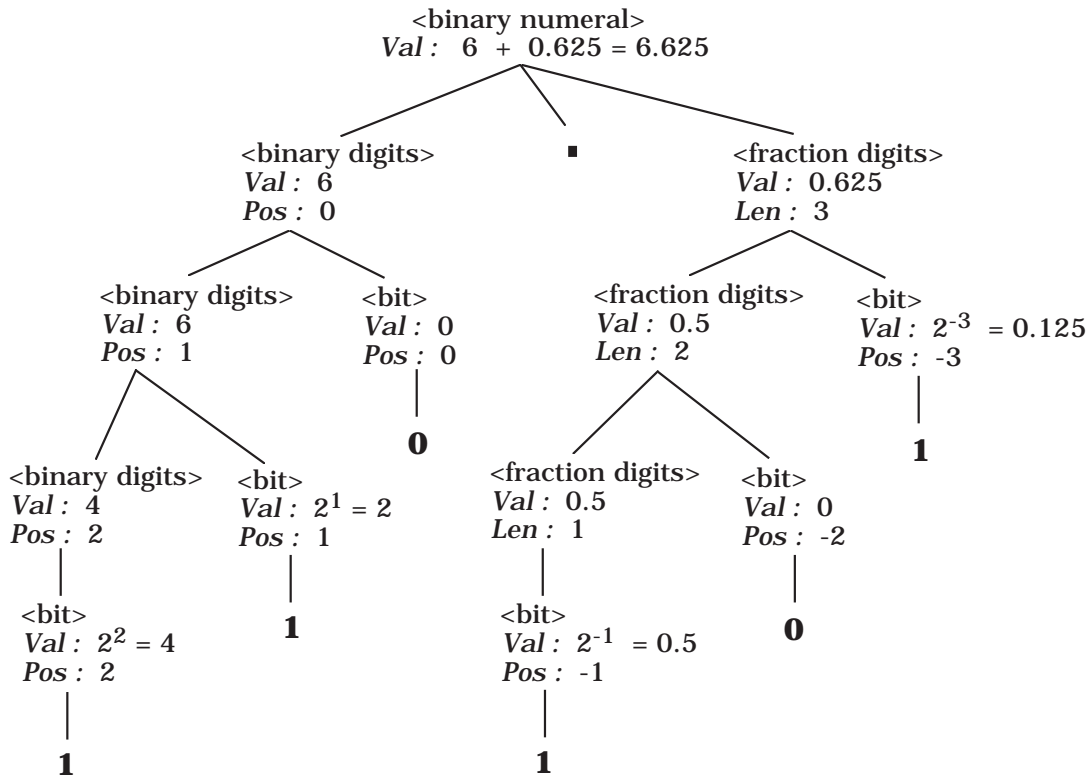 <binary numeral>
Val : 6 + 0.625 = 6.625
<binary digits>
Val : 6
Pos : 0
.
<fraction digits>
Val : 0.625
Len : 3
<binary digits>
Val : 6
Pos : 1
<bit>
Val : 0
Pos : 0
<fraction digits>
Val : 0.5
Len : 2
<bit>
Val : 2⁻³ = 0.125
Pos : -3
0
1
<binary digits>
Val : 4
Pos : 2
<bit>
Val : 2¹ = 2
Pos : 1
<fraction digits>
Val : 0.5
Len : 1
<bit>
Val : 0
Pos : -2
<bit>
Val : 2² = 4
Pos : 2
1
<bit>
Val : 2⁻¹ = 0.5
Pos : -1
0
1
1